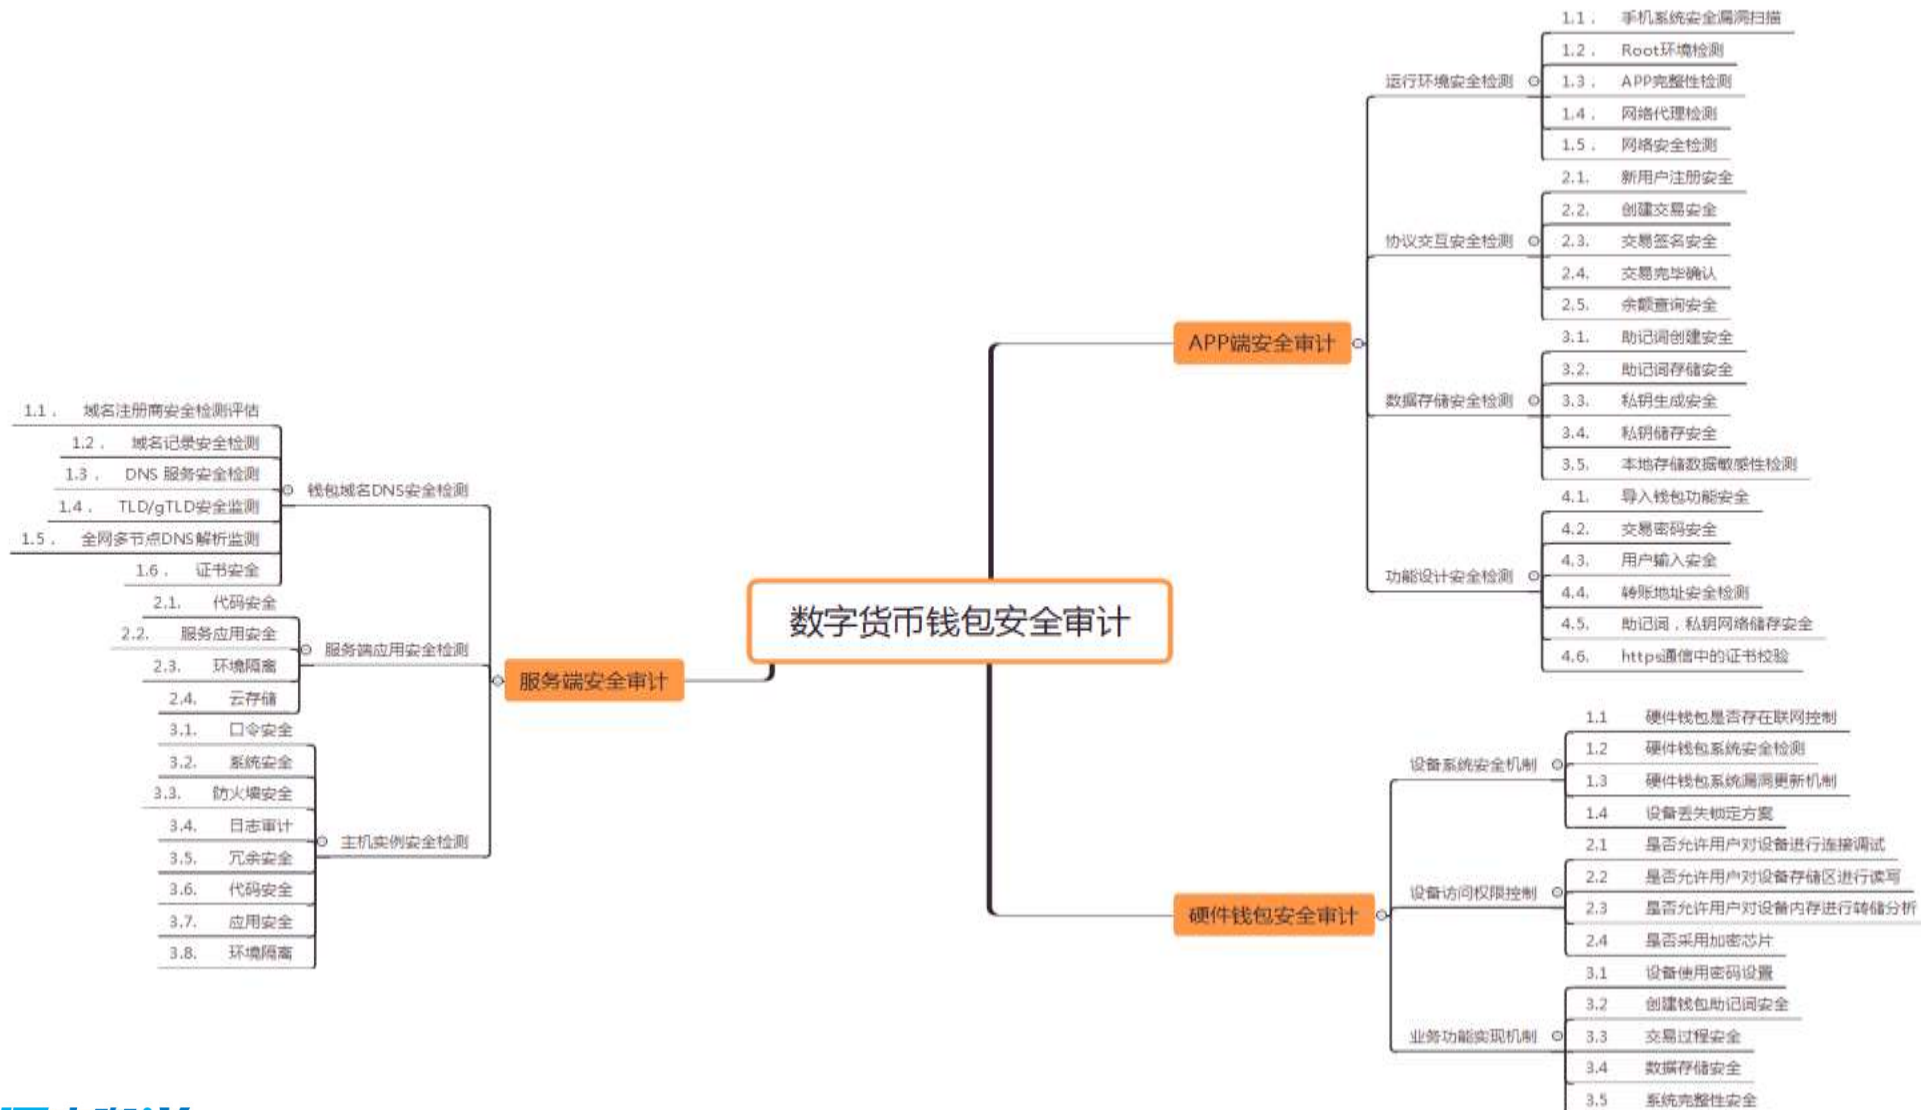 数字货币钱包安全审计
APP端安全审计
运行环境安全检测
1.1. 手机系统安全漏洞扫描
1.2. Root环境检测
1.3. APP完整性检测
1.4. 网络代理检测
1.5. 网络安全检测
协议交互安全检测
2.1. 新用户注册安全
2.2. 创建交易安全
2.3. 交易签名安全
2.4. 交易完毕确认
2.5. 余额查询安全
数据存储安全检测
3.1. 助记词创建安全
3.2. 助记词存储安全
3.3. 私钥生成安全
3.4. 私钥储存安全
3.5. 本地存储数据敏感性检测
功能设计安全检测
4.1. 导入钱包功能安全
4.2. 交易密码安全
4.3. 用户输入安全
4.4. 转账地址安全检测
4.5. 助记词，私钥网络储存安全
4.6. https通信中的证书校验
硬件钱包安全审计
设备系统安全机制
1.1 硬件钱包是否存在联网控制
1.2 硬件钱包系统安全检测
1.3 硬件钱包系统漏洞更新机制
1.4 设备丢失锁定方案
设备访问权限控制
2.1 是否允许用户对设备进行连接调试
2.2 是否允许用户对设备存储区进行读写
2.3 是否允许用户对设备内存进行转储分析
2.4 是否采用加密芯片
业务功能实现机制
3.1 设备使用密码设置
3.2 创建钱包助记词安全
3.3 交易过程安全
3.4 数据存储安全
3.5 系统完整性安全
服务端安全审计
钱包域名DNS安全检测
1.1. 域名注册商安全检测评估
1.2. 域名记录安全检测
1.3. DNS 服务安全检测
1.4. TLD/gTLD安全监测
1.5. 全网多节点DNS解析监测
1.6. 证书安全
服务端应用安全检测
2.1. 代码安全
2.2. 服务应用安全
2.3. 环境隔离
2.4. 云存储
主机实例安全检测
3.1. 口令安全
3.2. 系统安全
3.3. 防火墙安全
3.4. 日志审计
3.5. 冗余安全
3.6. 代码安全
3.7. 应用安全
3.8. 环境隔离